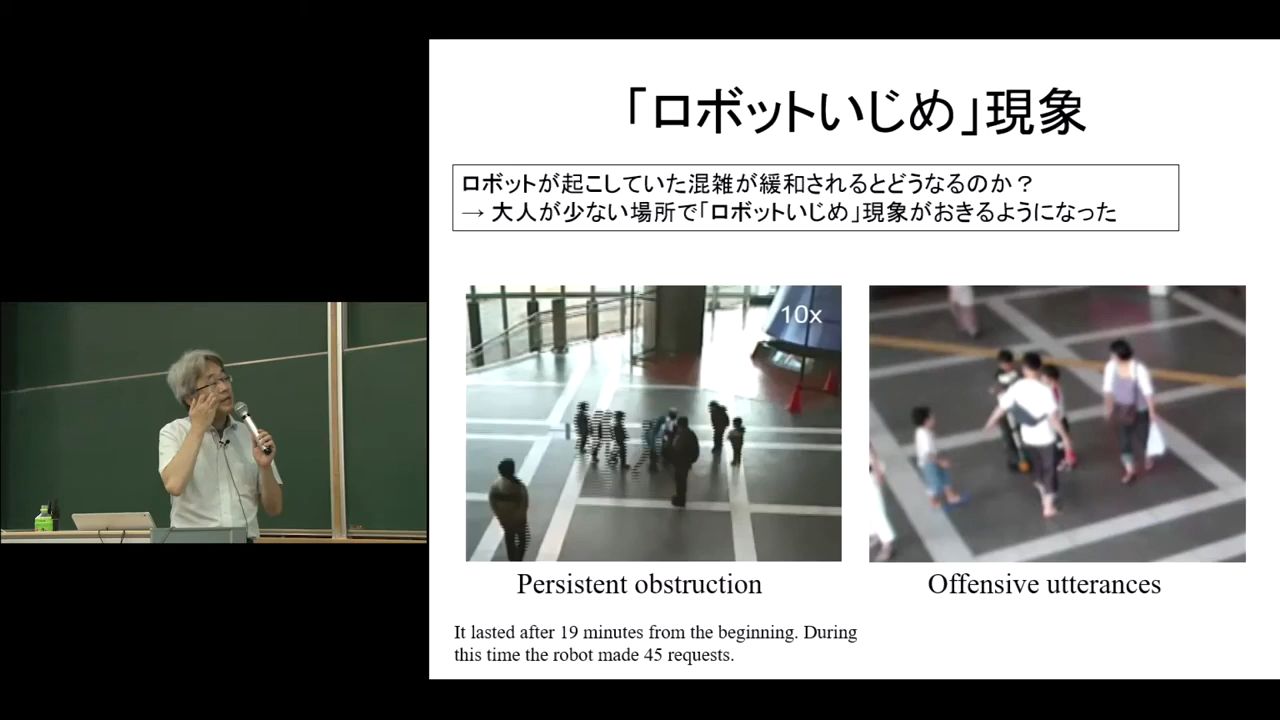 「ロボットいじめ」現象
ロボットが起こしていた混雑が緩和されるとどうなるのか？
→ 大人が少ない場所で「ロボットいじめ」現象がおきるようになった
10x
Persistent obstruction
Offensive utterances
It lasted after 19 minutes from the beginning. During
this time the robot made 45 requests.